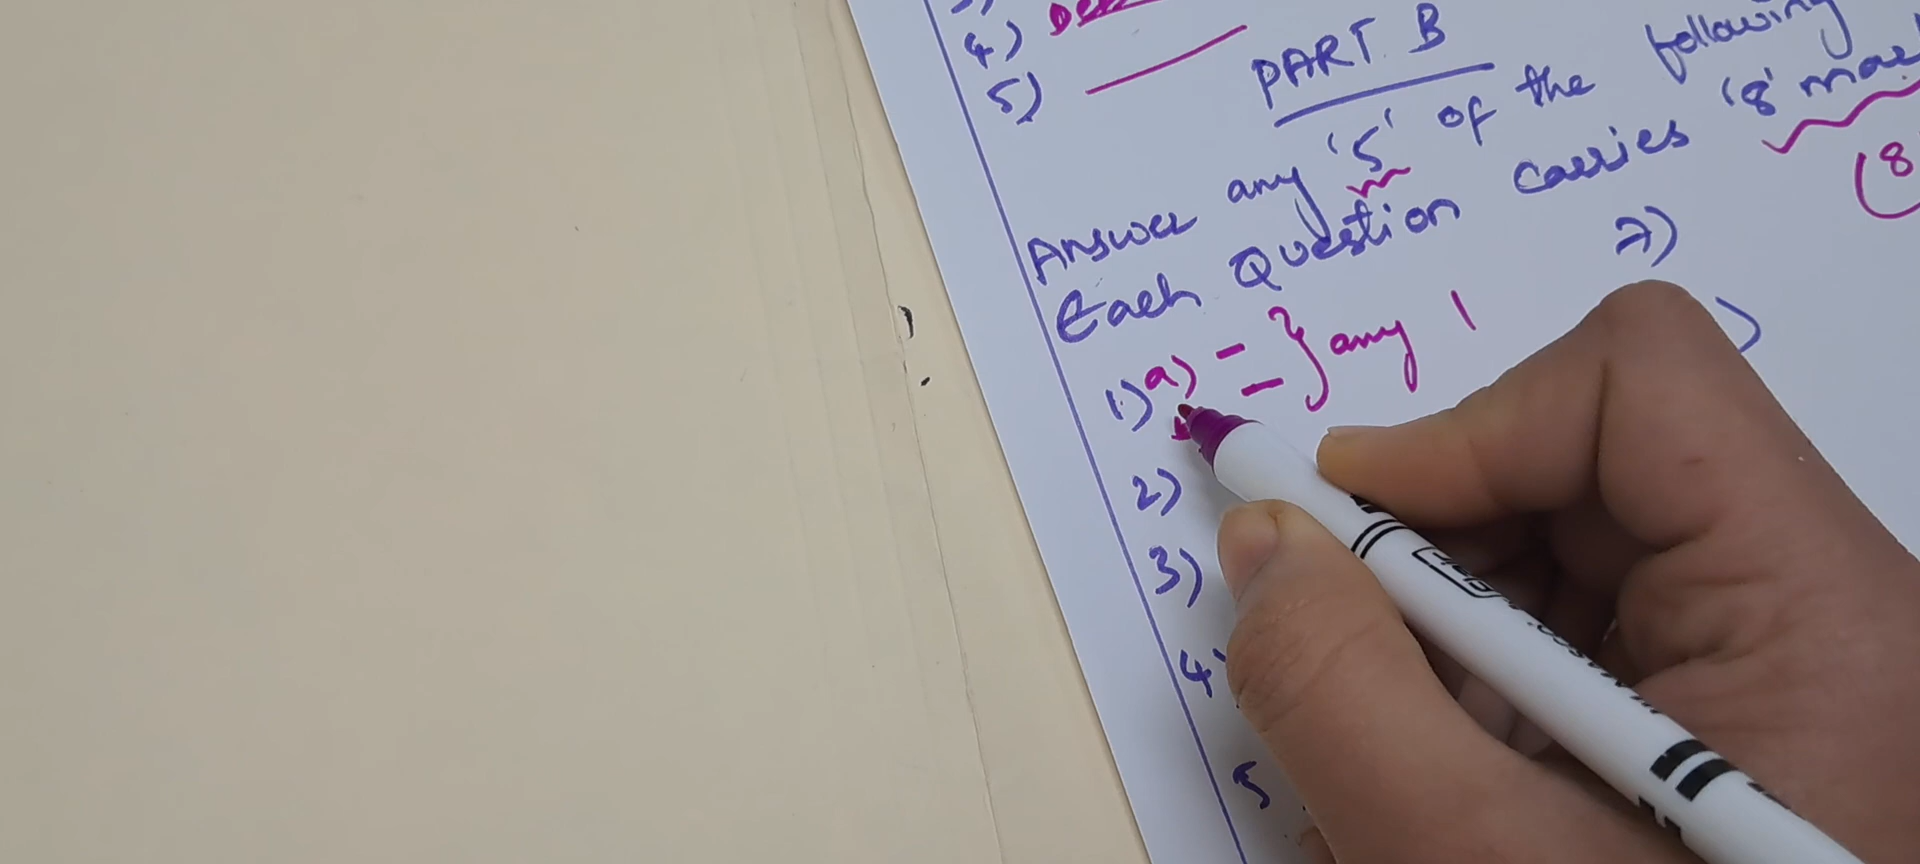 4)
5)
PART B
Answer any '5' of the following
Each Question carries '8'
(8
1) a) } any 1
7)
2)
3)
4)
5